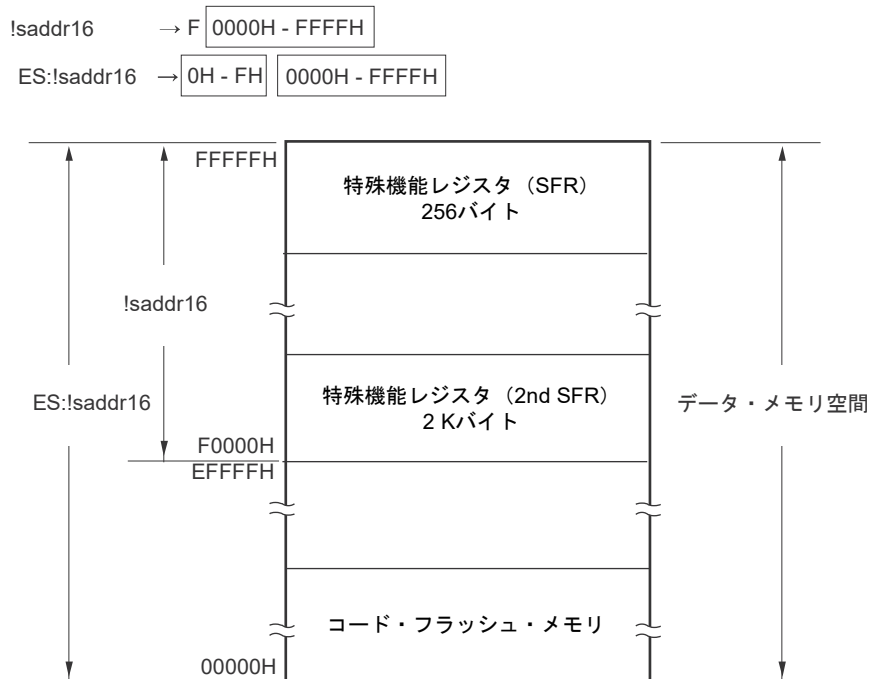 !saddr16 → F 0000H - FFFFH
ES:!saddr16 → 0H - FH 0000H - FFFFH
FFFFFH
特殊機能レジスタ（SFR）
256バイト
!saddr16
特殊機能レジスタ（2nd SFR）
2 Kバイト
ES:!saddr16
データ・メモリ空間
F0000H
EFFFFH
コード・フラッシュ・メモリ
00000H